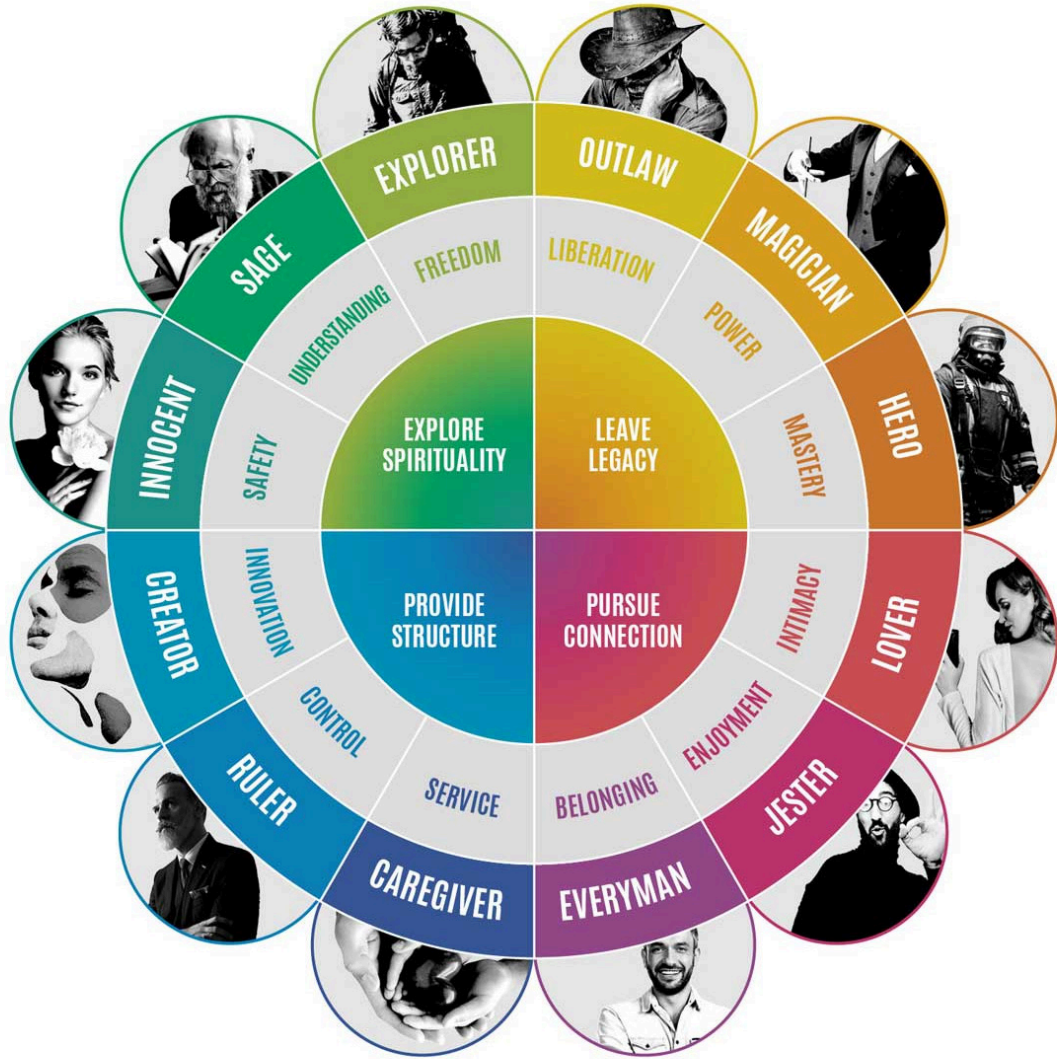 EXPLORER
OUTLAW
MAGICIAN
HERO
LOVER
JESTER
EVERYMAN
CAREGIVER
RULER
CREATOR
INNOCENT
SAGE
FREEDOM
LIBERATION
POWER
MASTERY
INTIMACY
ENJOYMENT
BELONGING
SERVICE
CONTROL
INNOVATION
SAFETY
UNDERSTANDING
EXPLORE
SPIRITUALITY
LEAVE
LEGACY
PROVIDE
STRUCTURE
PURSUE
CONNECTION